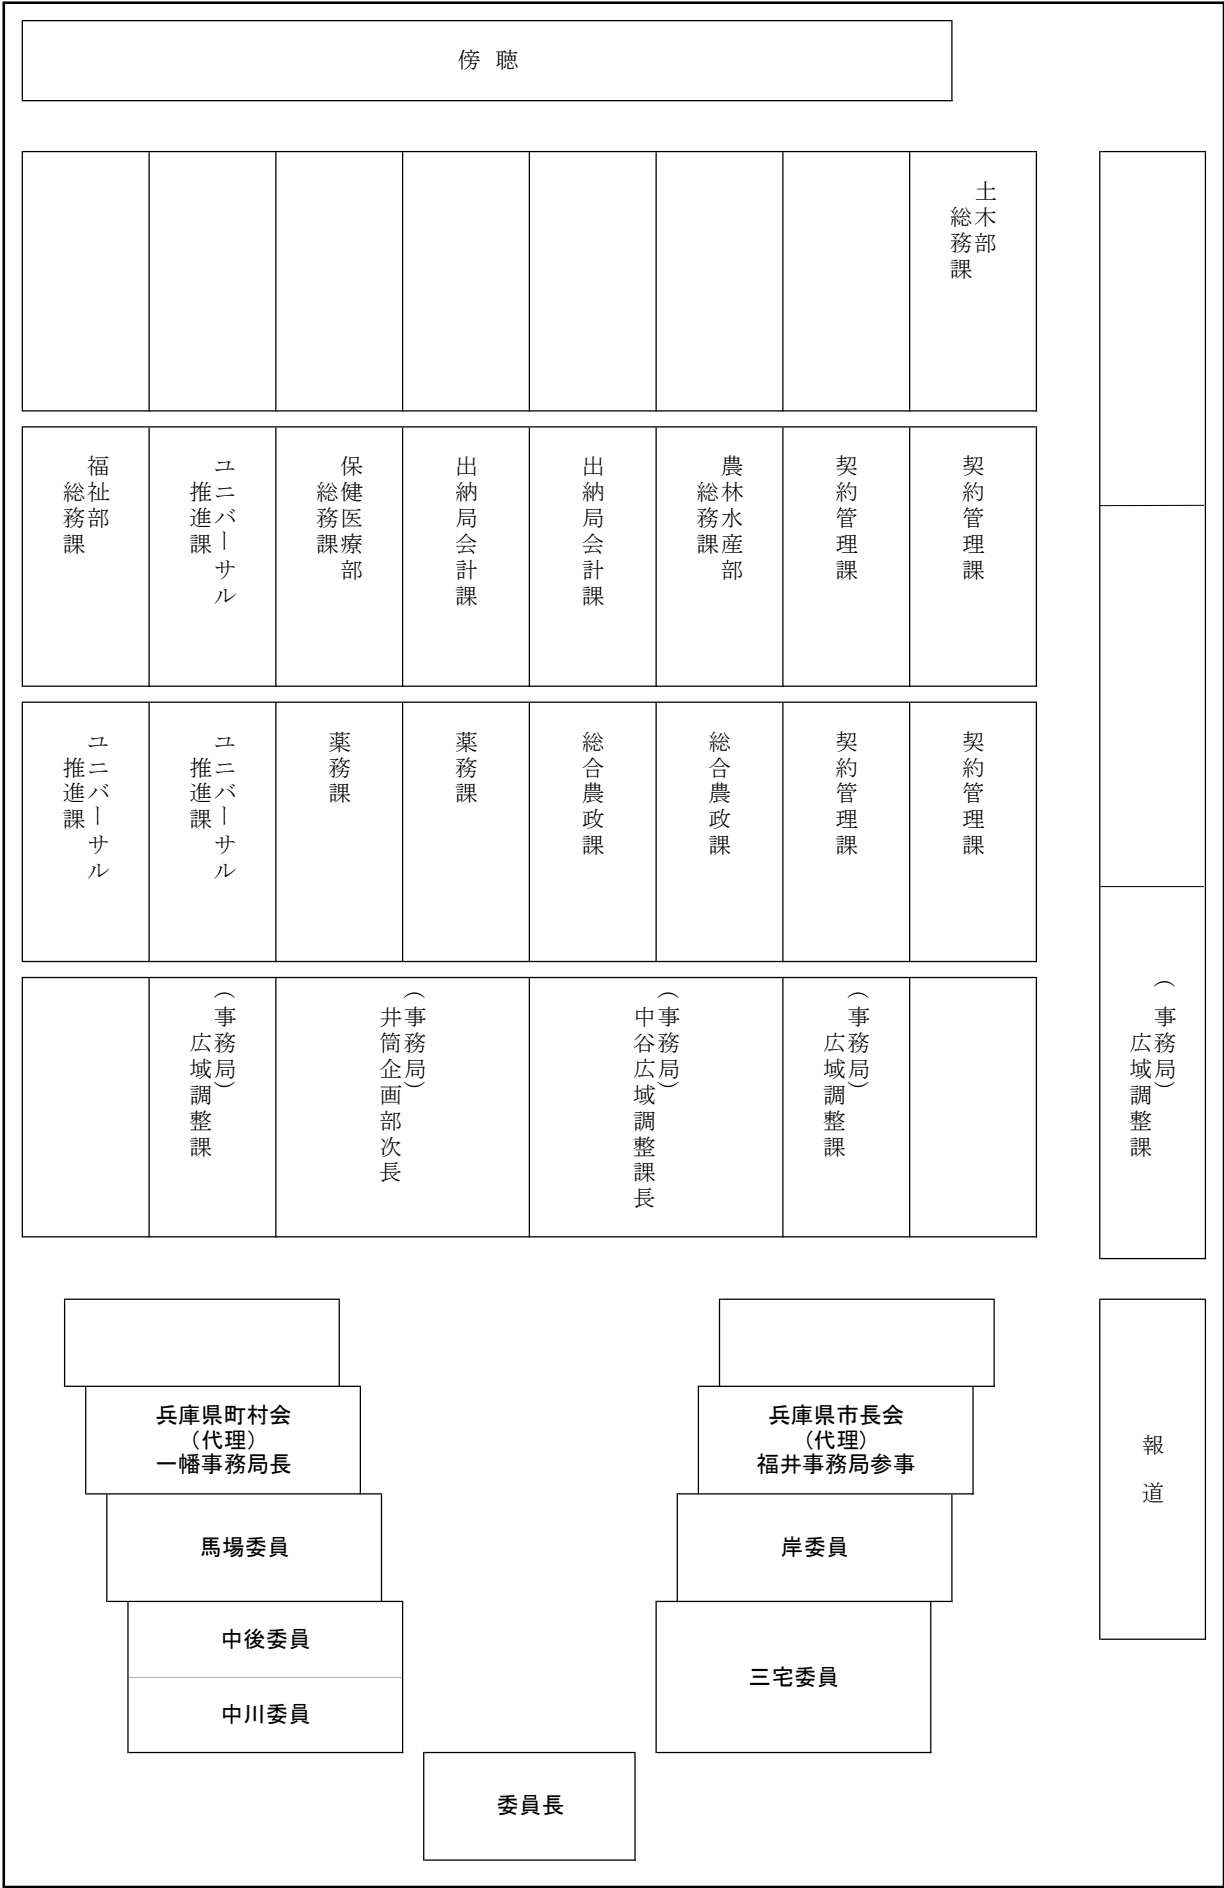 傍 聴
土木部
総務課
福祉部
総務課
ユニバーサル
推進課
保健医療部
総務課
出納局会計課
出納局会計課
農林水産部
総務課
契約管理課
契約管理課
ユニバーサル
推進課
ユニバーサル
推進課
薬務課
薬務課
総合農政課
総合農政課
契約管理課
契約管理課
(事務局)
広域調整課
(事務局)
井筒企画部次長
(事務局)
中谷広域調整課長
(事務局)
広域調整課
(事務局)
広域調整課
兵庫県町村会
(代理)
一幡事務局長
兵庫県市長会
(代理)
福井事務局参事
報 道
馬場委員
岸委員
中後委員
中川委員
三宅委員
委員長